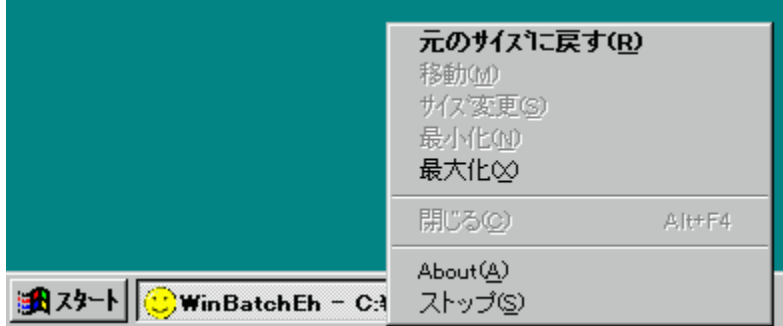 元のサイズに戻す(R)
移動(M)
サイズ変更(S)
最小化(N)
最大化(X)
閉じる(C) Alt+F4
About(A)
ストップ(S)
スタート
WinBatchEh - C:¥